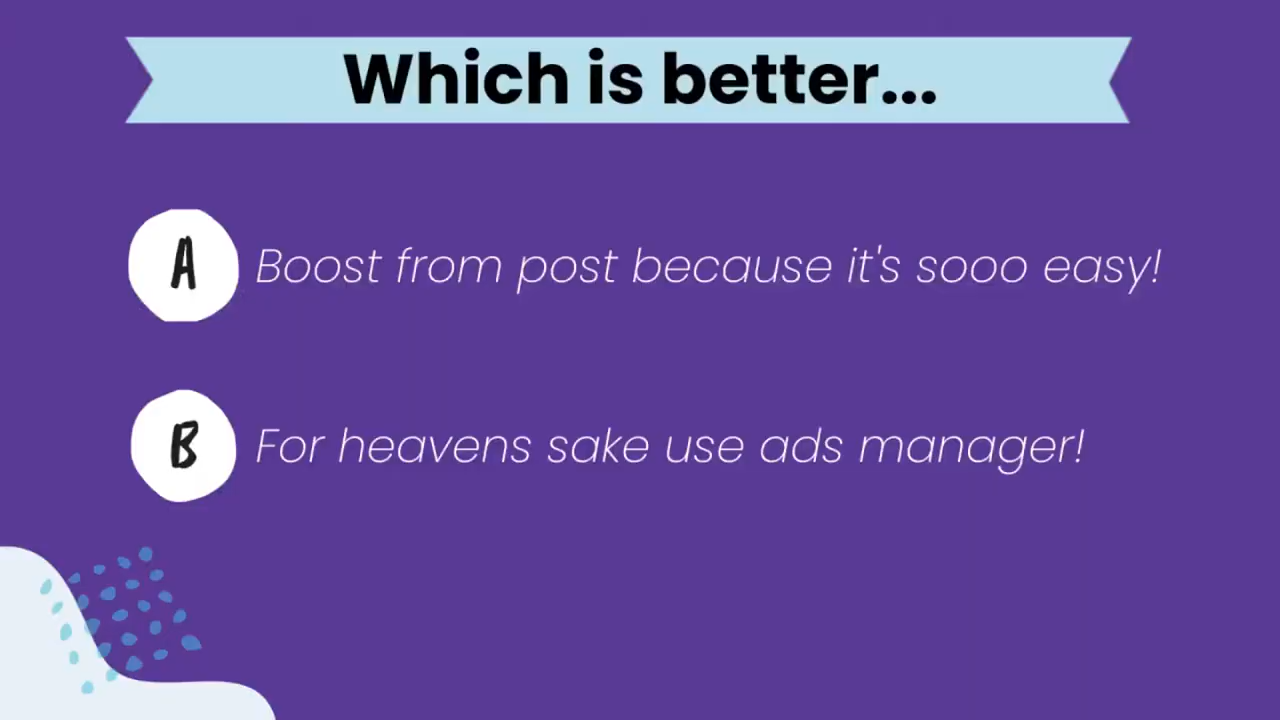 Which is better...
A Boost from post because it's sooo easy!
B For heavens sake use ads manager!